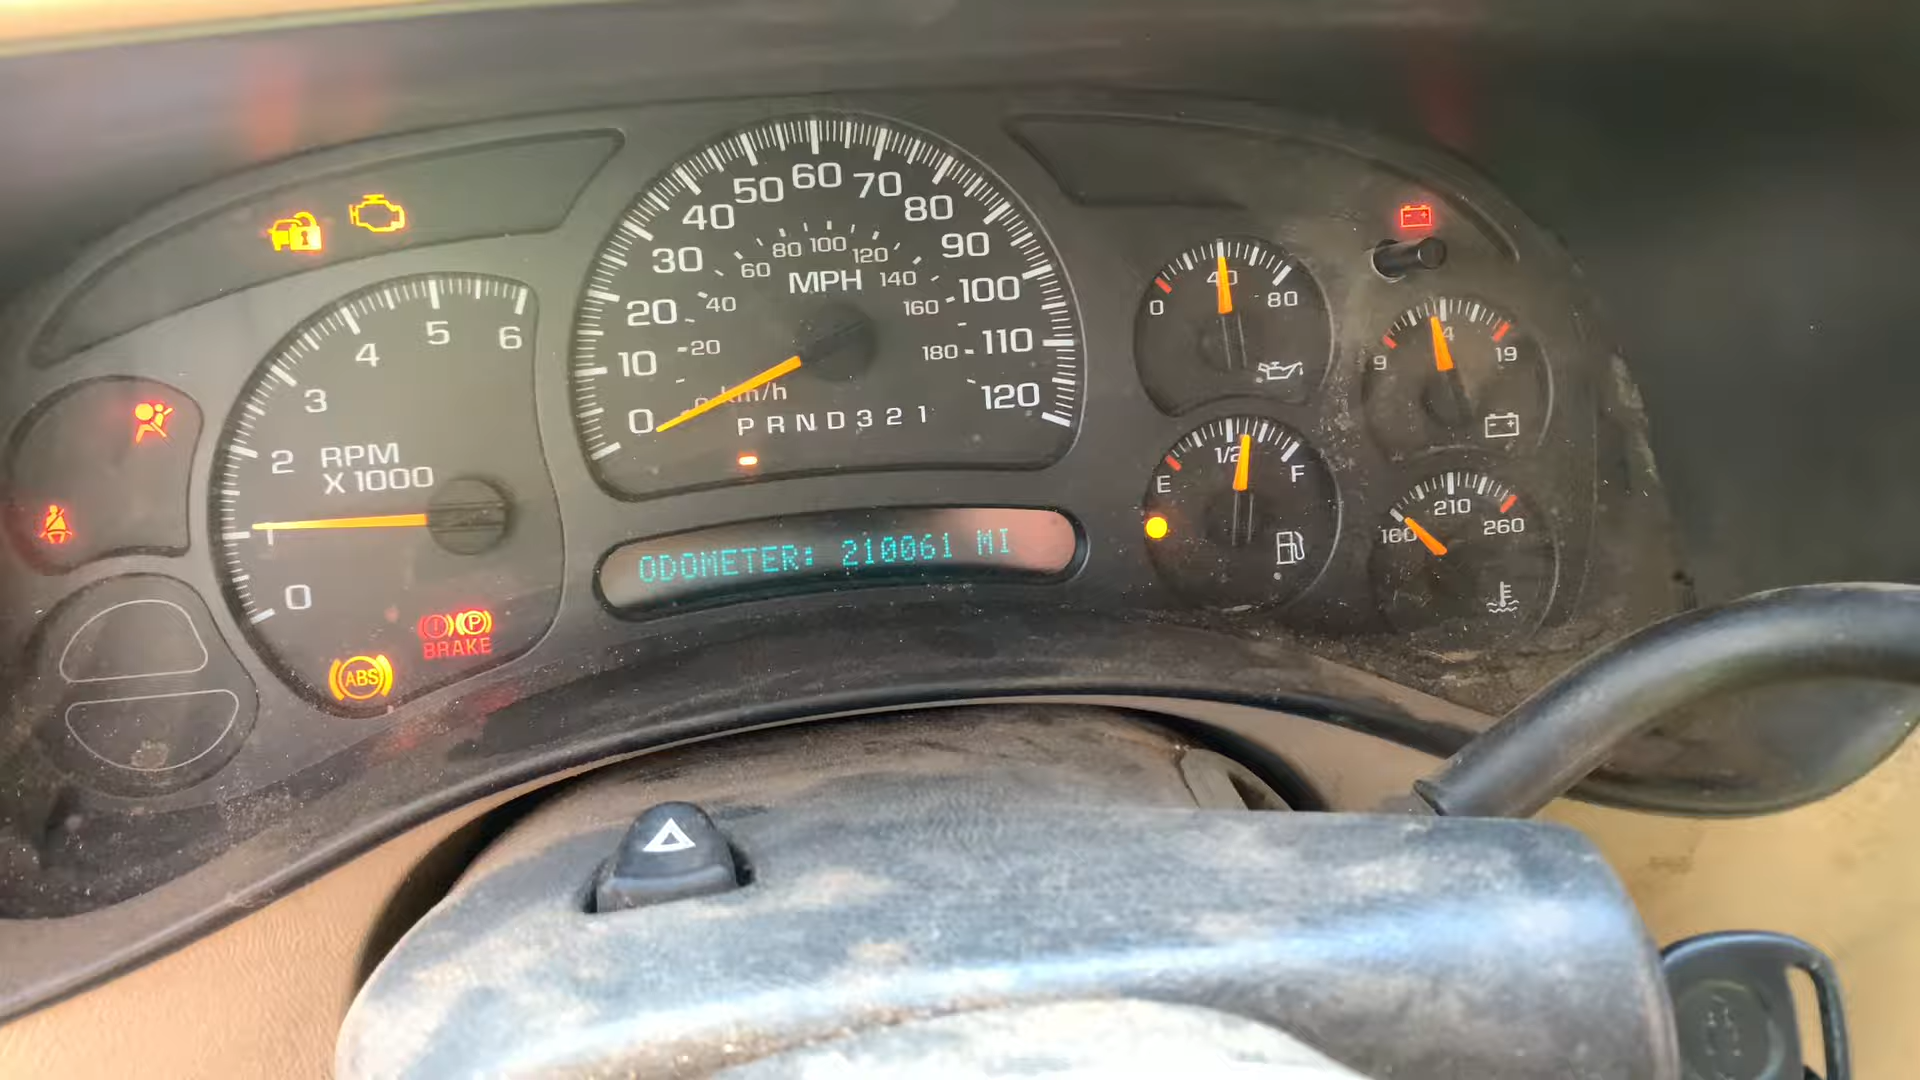 50 60 70
40 80
30 90
20 100
10 110
0 120
60 80 100 120
40 140
20 160
180
MPH
km/h
P R N D 3 2 1
ODOMETER: 210061 MI
0 1 2 3 4 5 6
RPM
X 1000
P
BRAKE
ABS
0 40 80
9 19
E 1/2 F
210
160 260